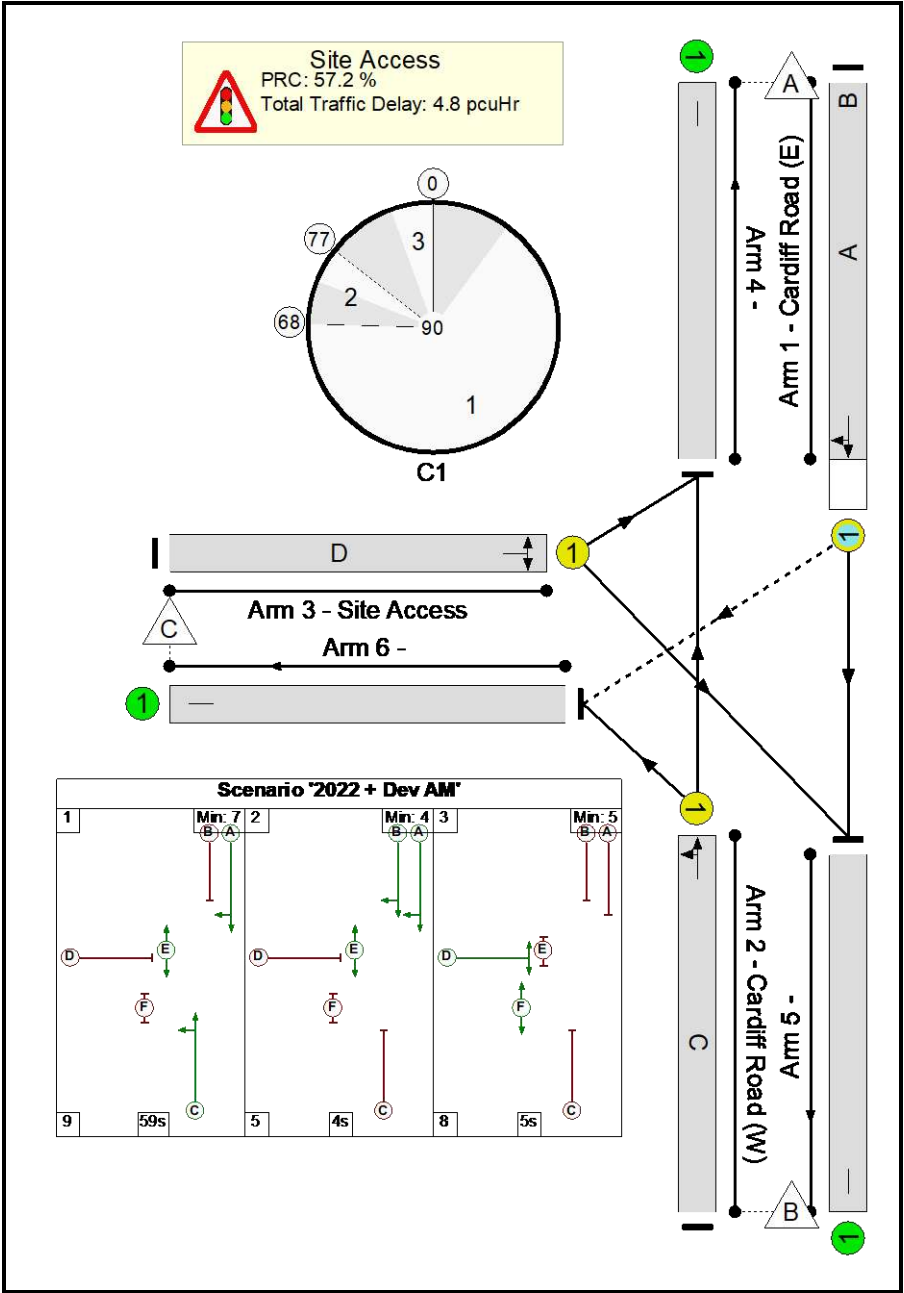 Site Access
PRC: 57.2 %
Total Traffic Delay: 4.8 pcuHr
1
A
B
A
Arm 1 - Cardiff Road (E)
Arm 4 -
0
77
68
3
2
90
1
C1
D
1
1
Arm 3 - Site Access
C
Arm 6 -
1
1
Scenario '2022 + Dev AM'
1
Min: 7
2
Min: 4
3
Min: 5
B
A
B
A
B
A
D
E
D
E
D
E
F
F
F
C
C
C
9
59s
5
4s
8
5s
C
Arm 2 - Cardiff Road (W)
Arm 5 -
B
1